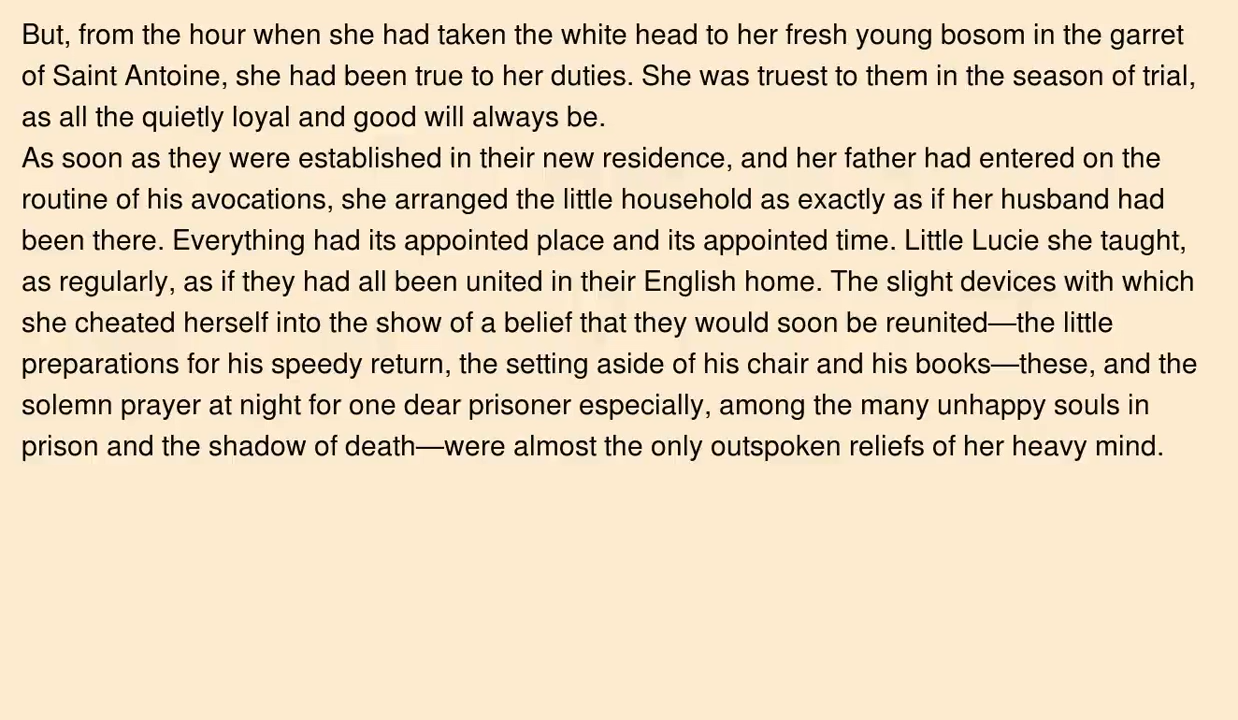 But, from the hour when she had taken the white head to her fresh young bosom in the garret
of Saint Antoine, she had been true to her duties. She was truest to them in the season of trial,
as all the quietly loyal and good will always be.
As soon as they were established in their new residence, and her father had entered on the
routine of his avocations, she arranged the little household as exactly as if her husband had
been there. Everything had its appointed place and its appointed time. Little Lucie she taught,
as regularly, as if they had all been united in their English home. The slight devices with which
she cheated herself into the show of a belief that they would soon be reunited—the little
preparations for his speedy return, the setting aside of his chair and his books—these, and the
solemn prayer at night for one dear prisoner especially, among the many unhappy souls in
prison and the shadow of death—were almost the only outspoken reliefs of her heavy mind.